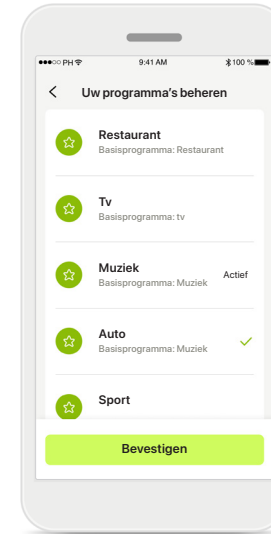 PH 9:41 AM 100 %
Uw programma's beheren
Restaurant
Basisprogramma: Restaurant
Tv
Basisprogramma: tv
Muziek
Basisprogramma: Muziek
Actief
Auto
Basisprogramma: Muziek
Sport
Bevestigen